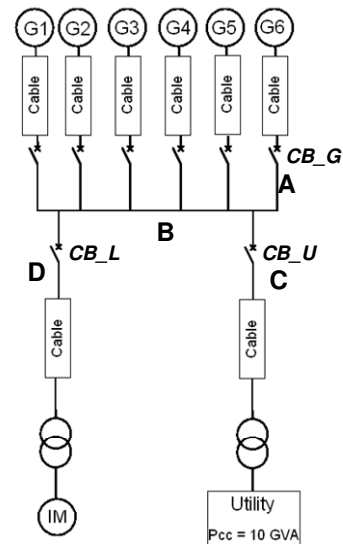 G1 G2 G3 G4 G5 G6
Cable Cable Cable Cable Cable Cable
CB_G
A
B
CB_L CB_U
D C
Cable Cable
IM
Utility
Pcc = 10 GVA